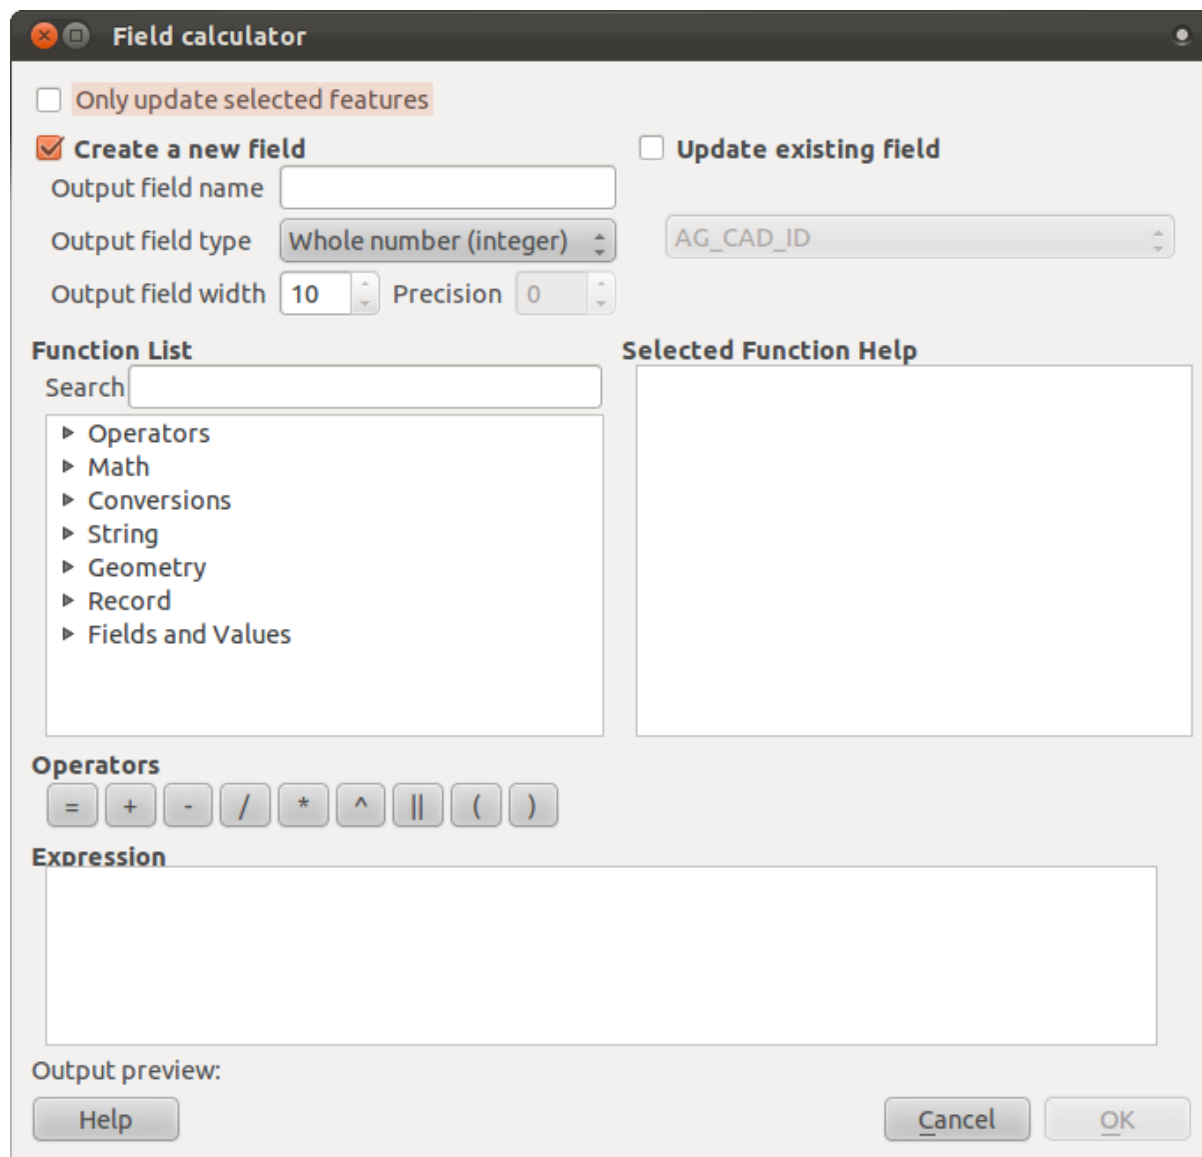 Field calculator
Only update selected features
Create a new field
Update existing field
Output field name
Output field type Whole number (integer)
AG_CAD_ID
Output field width 10 Precision 0
Function List
Selected Function Help
Search
Operators
Math
Conversions
String
Geometry
Record
Fields and Values
Operators
= + - / * ^ || ( )
Expression
Output preview:
Help Cancel OK